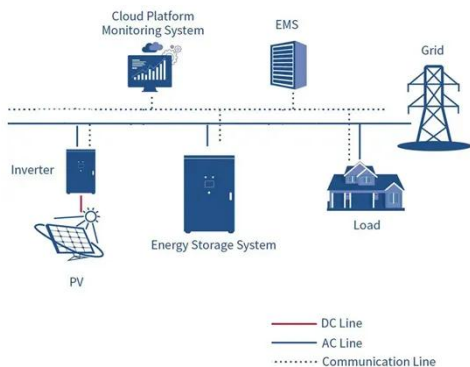 Cloud Platform
Monitoring System
EMS
Grid
Inverter
Energy Storage System
Load
PV
DC Line
AC Line
Communication Line